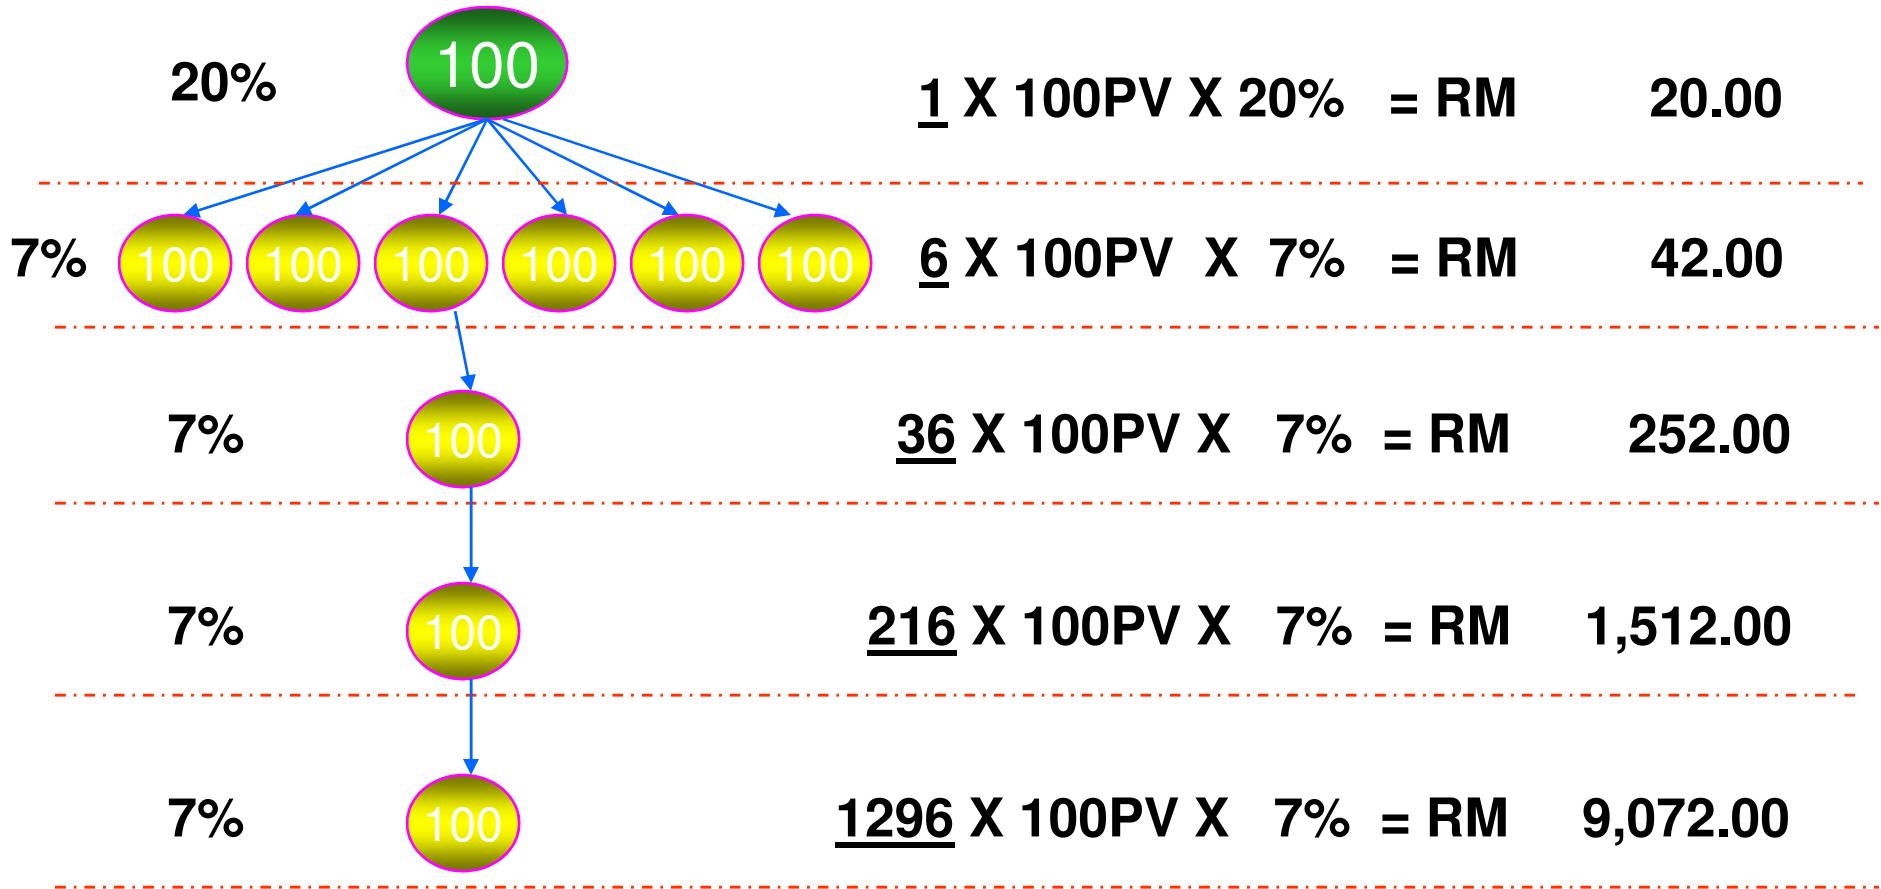 100
20% 1 X 100PV X 20% = RM 20.00
7% 100 100 100 100 100 100 6 X 100PV X 7% = RM 42.00
7% 100 36 X 100PV X 7% = RM 252.00
7% 100 216 X 100PV X 7% = RM 1,512.00
7% 100 1296 X 100PV X 7% = RM 9,072.00